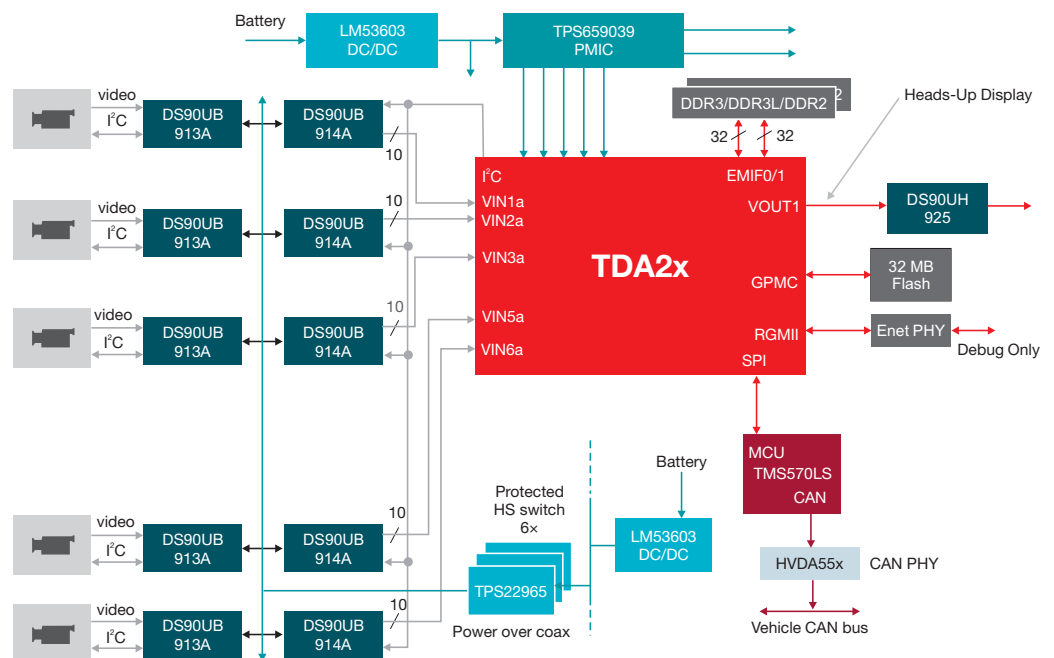 Battery
LM53603
DC/DC
TPS659039
PMIC
DDR3/DDR3L/DDR2
2
32
32
Heads-Up Display
video
I²C
DS90UB
913A
DS90UB
914A
10
I²C
VIN1a
VIN2a
VIN3a
VIN5a
VIN6a
EMIF0/1
VOUT1
GPMC
RGMII
SPI
TDA2x
DS90UH
925
32 MB
Flash
Enet PHY
Debug Only
video
I²C
DS90UB
913A
DS90UB
914A
10
video
I²C
DS90UB
913A
DS90UB
914A
10
MCU
TMS570LS
CAN
Battery
Protected
HS switch
6×
LM53603
DC/DC
TPS22965
Power over coax
HVDA55x
CAN PHY
Vehicle CAN bus
video
I²C
DS90UB
913A
DS90UB
914A
10
video
I²C
DS90UB
913A
DS90UB
914A
10